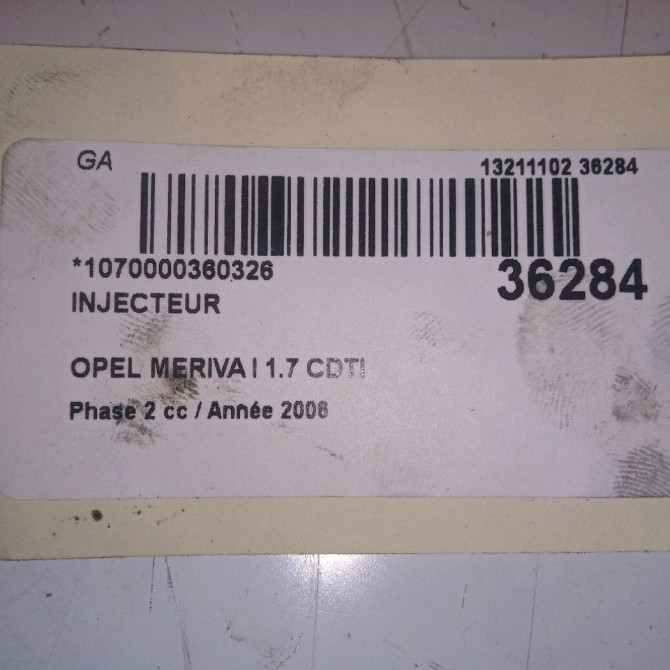 GA
13211102 36284
*1070000360326
36284
INJECTEUR
OPEL MERIVA I 1.7 CDTI
Phase 2 cc / Année 2006